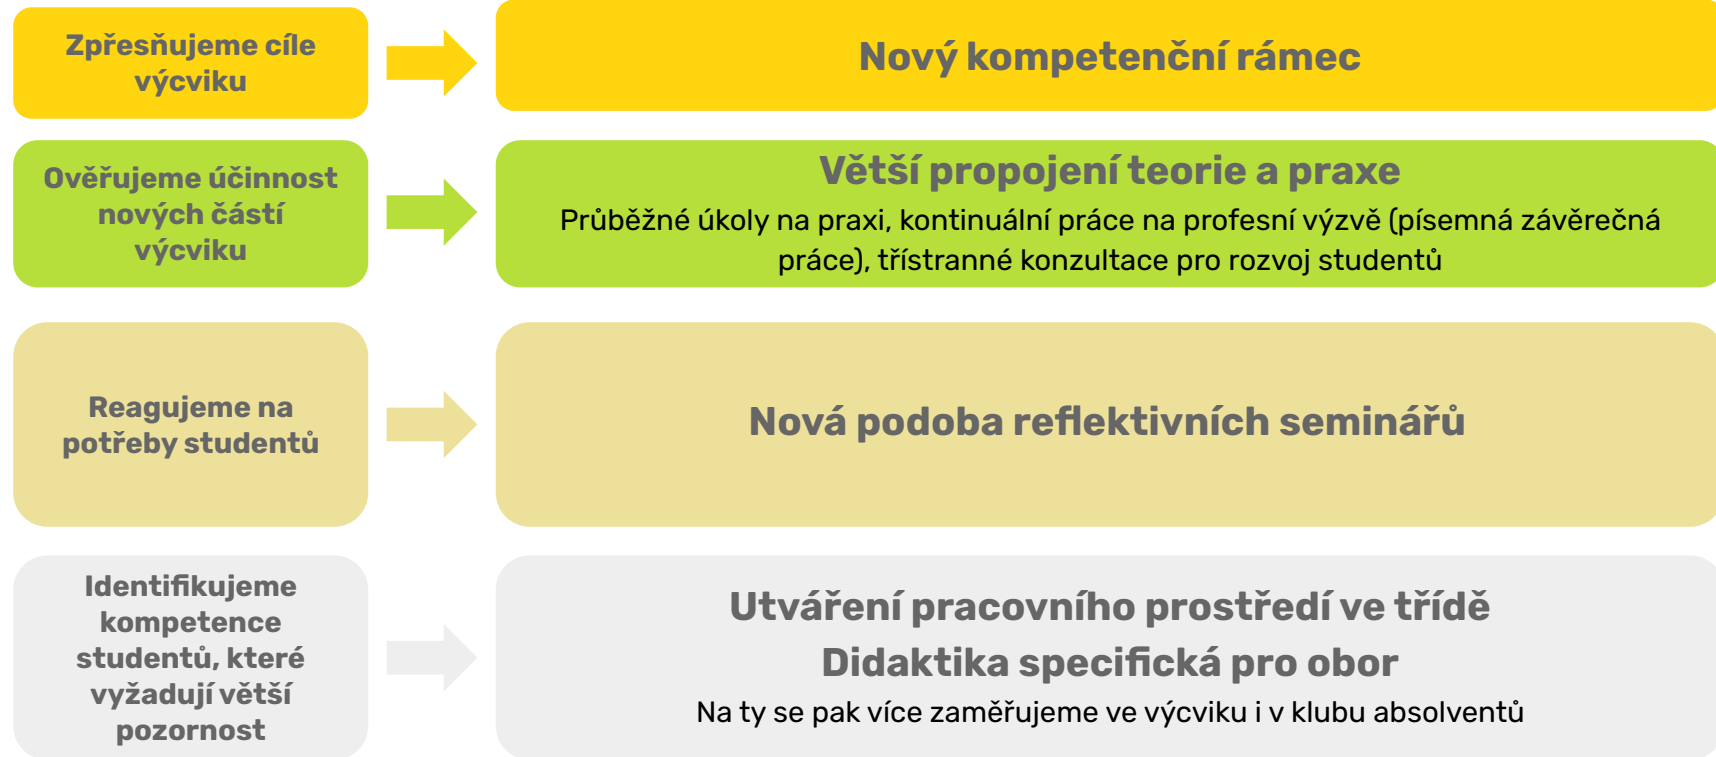 Zpřesňujeme cíle
výcviku
Nový kompetenční rámec
Ověřujeme účinnost
nových částí
výcviku
Větší propojení teorie a praxe
Průběžné úkoly na praxi, kontinuální práce na profesní výzvě (písemná závěrečná
práce), třístranné konzultace pro rozvoj studentů
Reagujeme na
potřeby studentů
Nová podoba reflektivních seminářů
Identifikujeme
kompetence
studentů, které
vyžadují větší
pozornost
Utváření pracovního prostředí ve třídě
Didaktika specifická pro obor
Na ty se pak více zaměřujeme ve výcviku i v klubu absolventů